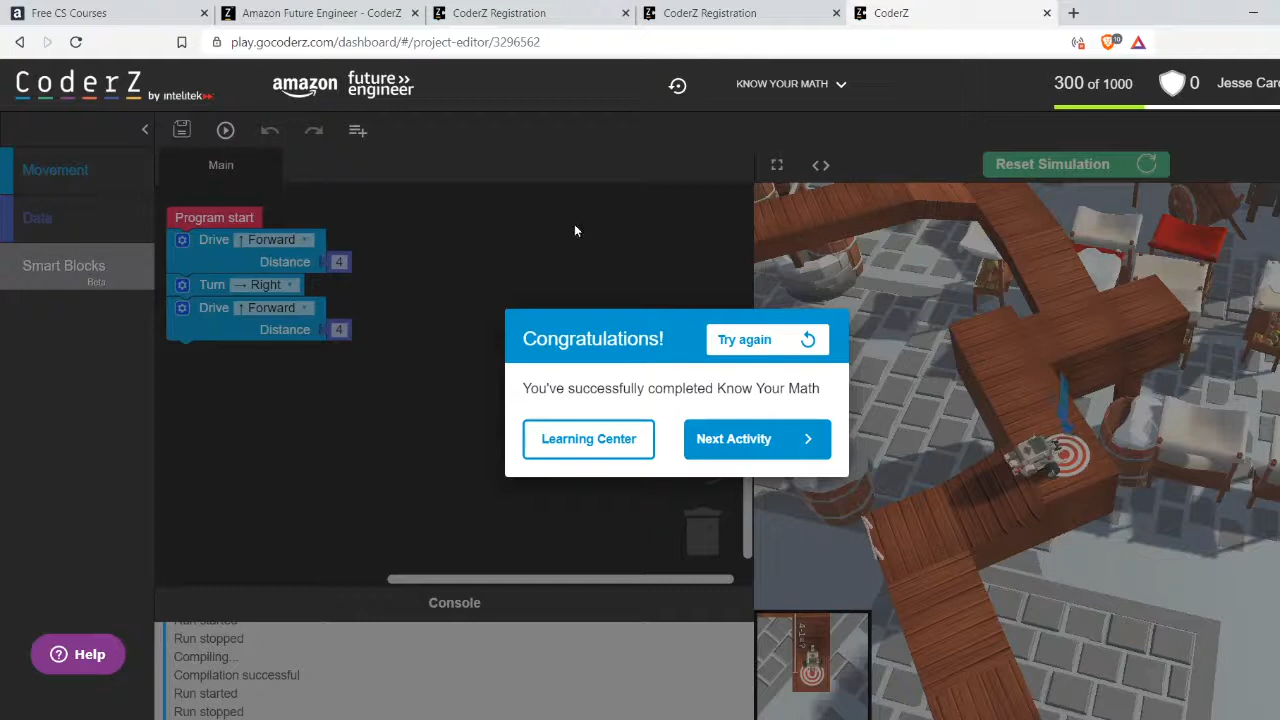 Free CS Courses
Amazon Future Engineer - CoderZ
CoderZ Registration
CoderZ Registration
CoderZ
play.gocoderz.com/dashboard/#/project-editor/3296562
10
CoderZ
by intelitek
amazon
future
engineer
KNOW YOUR MATH
300 of 1000
0
Jesse Car
Movement
Data
Smart Blocks
Beta
Main
Reset Simulation
Program start
Drive ↑ Forward
Distance 4
Turn → Right
Drive ↑ Forward
Distance 4
Congratulations!
Try again
You've successfully completed Know Your Math
Learning Center
Next Activity
Console
Run started
Run stopped
Compiling...
Compilation successful
Run started
Run stopped
Help